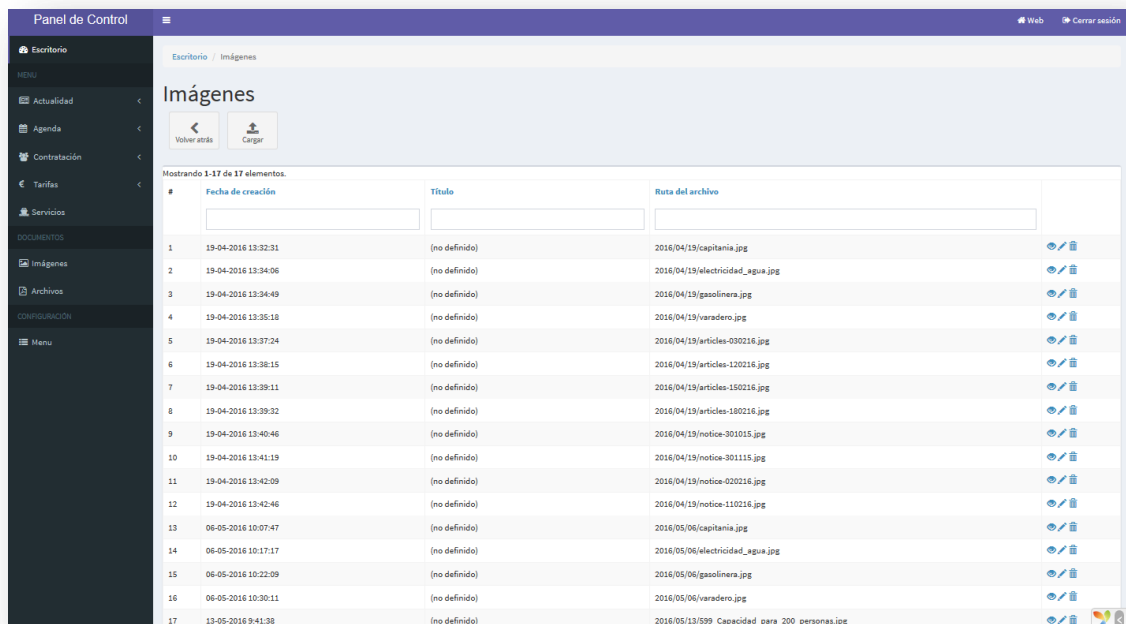 Panel de Control
Web
Cerrar sesión
Escritorio
MENU
Actualidad
Agenda
Contratación
€ Tarifas
Servicios
DOCUMENTOS
Imágenes
Archivos
CONFIGURACIÓN
Menu
Escritorio / Imágenes
Imágenes
Volver atrás
Cargar
Mostrando 1-17 de 17 elementos.
# Fecha de creación Título Ruta del archivo
1 19-04-2016 13:32:31 (no definido) 2016/04/19/capitania.jpg
2 19-04-2016 13:34:06 (no definido) 2016/04/19/electricidad_agua.jpg
3 19-04-2016 13:34:49 (no definido) 2016/04/19/gasolinera.jpg
4 19-04-2016 13:35:18 (no definido) 2016/04/19/varadero.jpg
5 19-04-2016 13:37:24 (no definido) 2016/04/19/articles-030216.jpg
6 19-04-2016 13:38:15 (no definido) 2016/04/19/articles-120216.jpg
7 19-04-2016 13:39:11 (no definido) 2016/04/19/articles-150216.jpg
8 19-04-2016 13:39:32 (no definido) 2016/04/19/articles-180216.jpg
9 19-04-2016 13:40:46 (no definido) 2016/04/19/notice-301015.jpg
10 19-04-2016 13:41:19 (no definido) 2016/04/19/notice-301115.jpg
11 19-04-2016 13:42:09 (no definido) 2016/04/19/notice-020216.jpg
12 19-04-2016 13:42:46 (no definido) 2016/04/19/notice-110216.jpg
13 06-05-2016 10:07:47 (no definido) 2016/05/06/capitania.jpg
14 06-05-2016 10:17:17 (no definido) 2016/05/06/electricidad_agua.jpg
15 06-05-2016 10:22:09 (no definido) 2016/05/06/gasolinera.jpg
16 06-05-2016 10:30:11 (no definido) 2016/05/06/varadero.jpg
17 13-05-2016 9:41:38 (no definido) 2016/05/13/599_Capacidad_para_200_personas.jpg